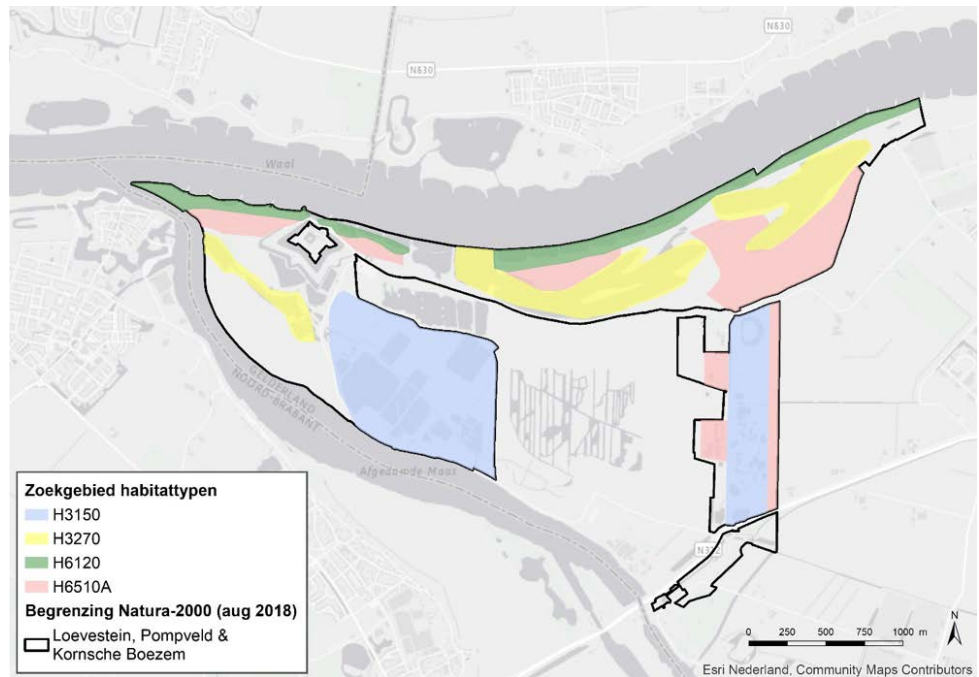 N830
N830
Waal
GELDERLAND
NOORD-BRABANT
Afgedamde Maas
N322
Zoekgebied habitattypen
H3150
H3270
H6120
H6510A
Begrenzing Natura-2000 (aug 2018)
Loevestein, Pompveld &
Kornsche Boezem
N
0 250 500 750 1000 m
Esri Nederland, Community Maps Contributors